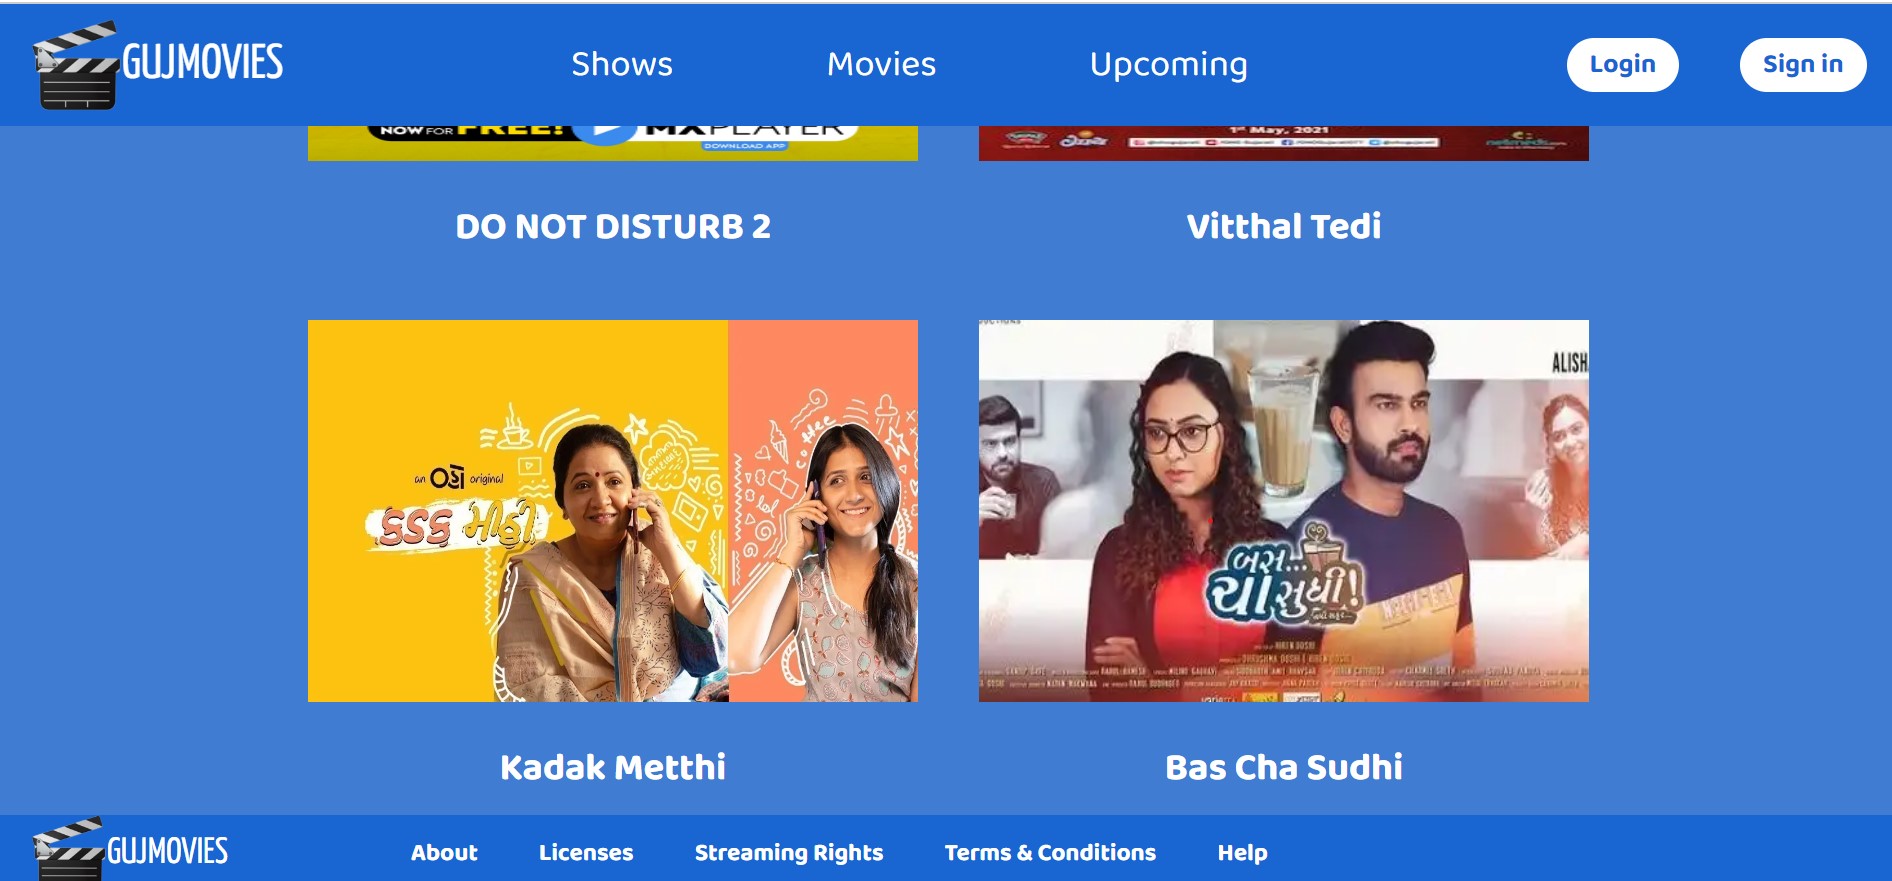 GUJMOVIES
Shows
Movies
Upcoming
Login
Sign in
NOW FOR FREE!
MXPLAYER
DOWNLOAD APP
1st May, 2021
DO NOT DISTURB 2
Vitthal Tedi
an ઓહો original
કડક મીઠી
coffee
ALISH
બસ...
ચા સુધી!
Kadak Metthi
Bas Cha Sudhi
GUJMOVIES
About
Licenses
Streaming Rights
Terms & Conditions
Help